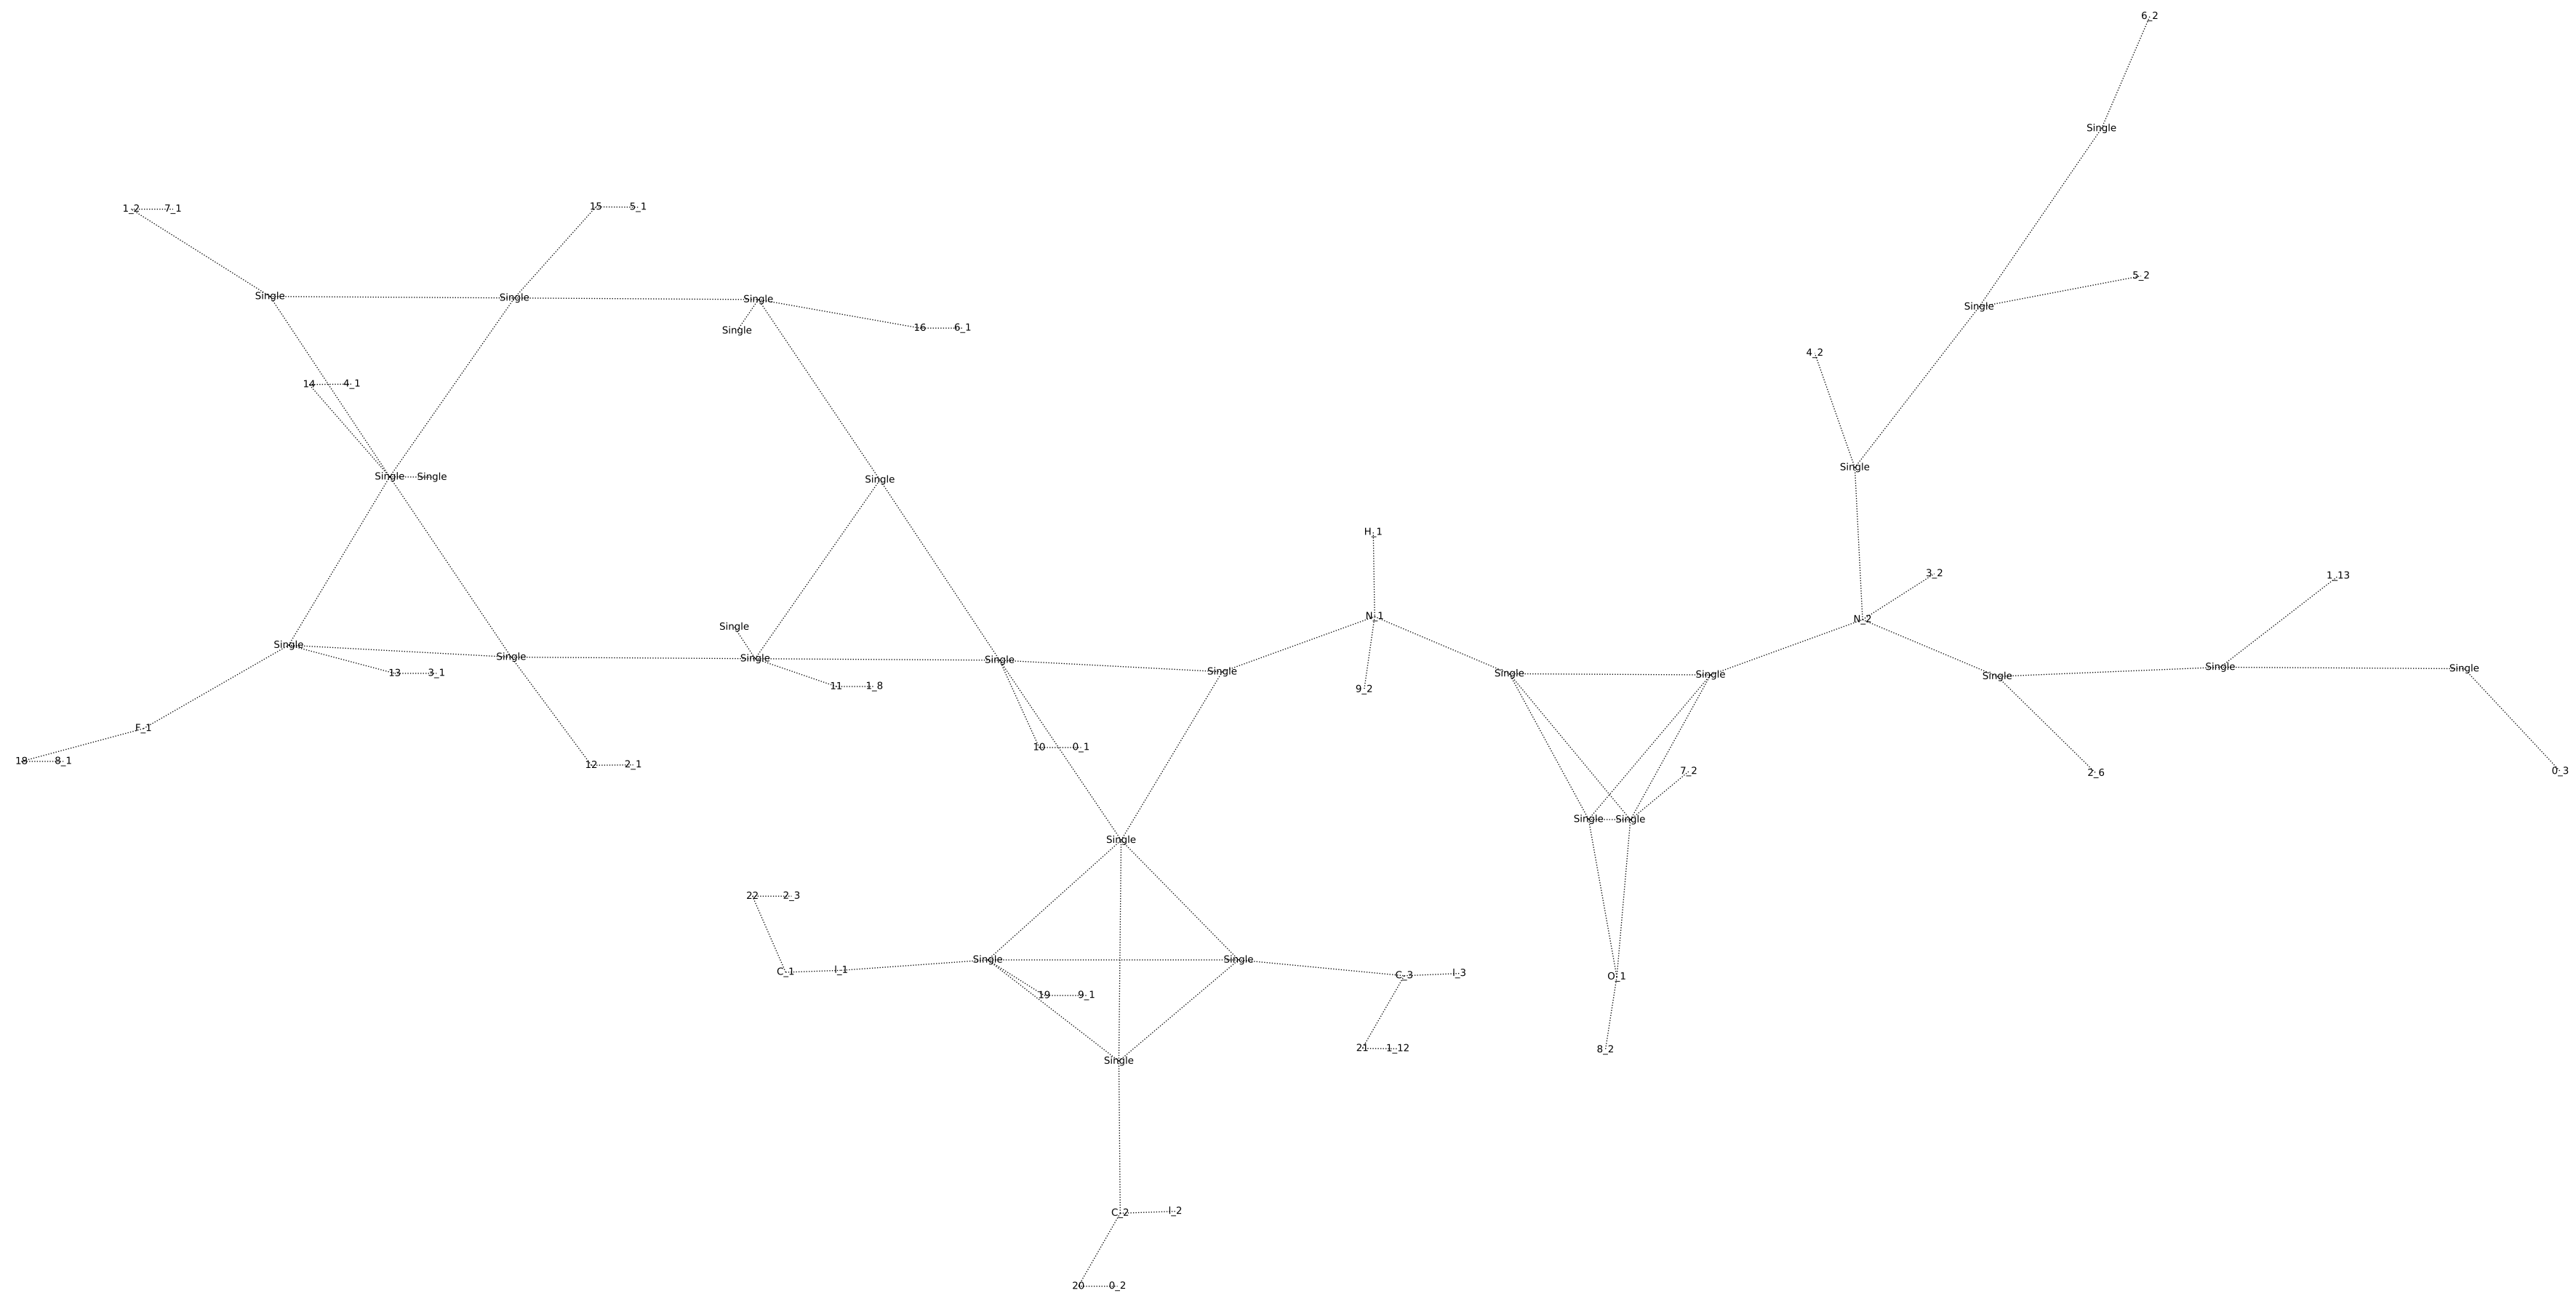 6_2
Single
1_2 7_1
15 5_1
5_2
Single Single Single Single
Single 16 6_1
4_2
14 4_1
Single
Single Single Single
H_1
3_2 1_13
N_1 N_2
Single
Single Single Single Single Single Single Single Single Single Single
13 3_1 11 1_8 9_2
F_1
10 0_1
18 8_1 12 2_1 7_2 2_6 0_3
Single Single
Single
22 2_3
Single Single
C_1 I_1 C_3 I_3 O_1
19 9_1
21 1_12 8_2
Single
C_2 I_2
20 0_2